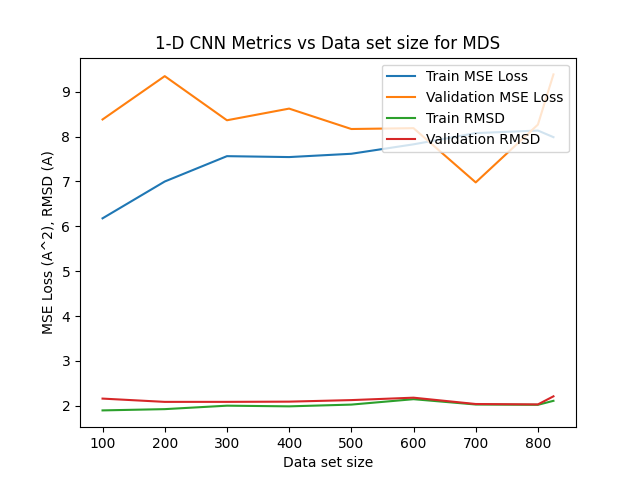 1-D CNN Metrics vs Data set size for MDS
Train MSE Loss
Validation MSE Loss
Train RMSD
Validation RMSD
MSE Loss (A^2), RMSD (A)
9
8
7
6
5
4
3
2
100 200 300 400 500 600 700 800
Data set size